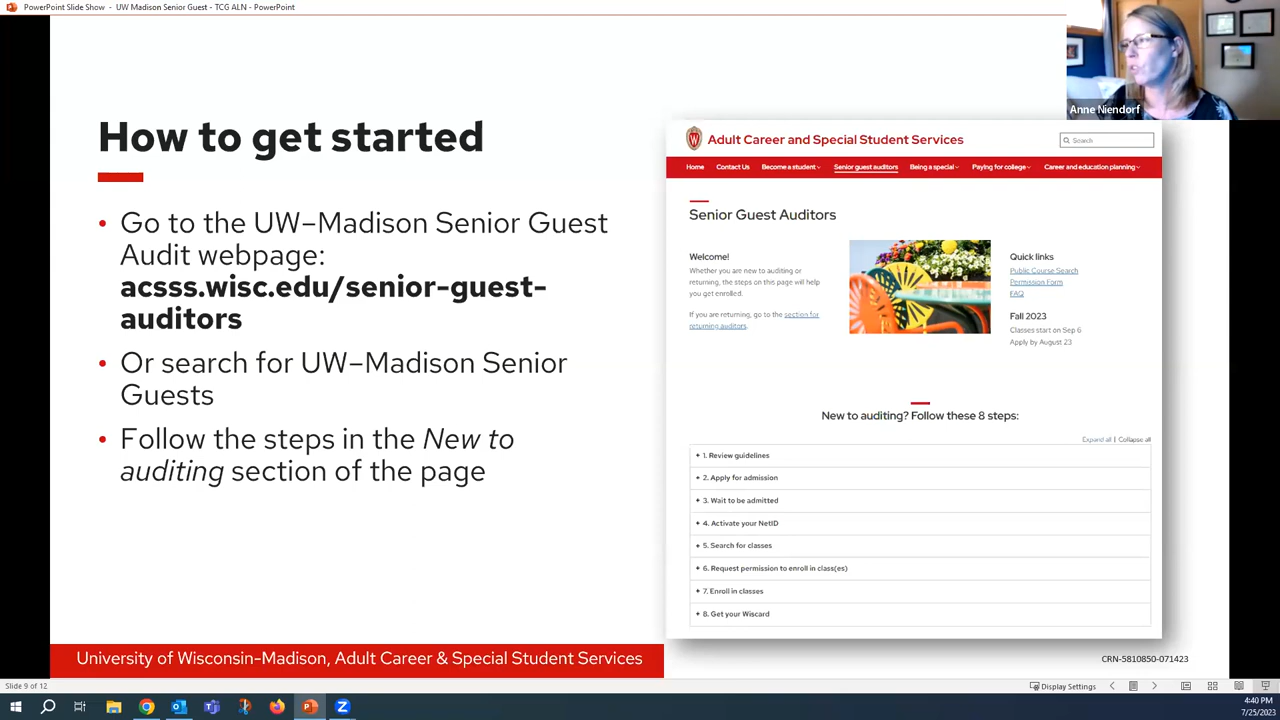 PowerPoint Slide Show - UW Madison Senior Guest - TCG ALN - PowerPoint
Anne Niendorf
How to get started
• Go to the UW–Madison Senior Guest
Audit webpage:
acsss.wisc.edu/senior-guest-
auditors
• Or search for UW–Madison Senior
Guests
• Follow the steps in the New to
auditing section of the page
Adult Career and Special Student Services
Search
Home Contact Us Become a student Senior guest auditors Being a special Paying for college Career and education planning
Senior Guest Auditors
Welcome!
Whether you are new to auditing or
returning, the steps on this page will help
you get enrolled.
If you are returning, go to the section for
returning auditors.
Quick links
Public Course Search
Permission Form
FAQ
Fall 2023
Classes start on Sep 6
Apply by August 23
New to auditing? Follow these 8 steps:
Expand all | Collapse all
+ 1. Review guidelines
+ 2. Apply for admission
+ 3. Wait to be admitted
+ 4. Activate your NetID
+ 5. Search for classes
+ 6. Request permission to enroll in class(es)
+ 7. Enroll in classes
+ 8. Get your Wiscard
University of Wisconsin-Madison, Adult Career & Special Student Services
CRN-5810850-071423
Slide 9 of 12
Display Settings
4:40 PM
7/25/2023